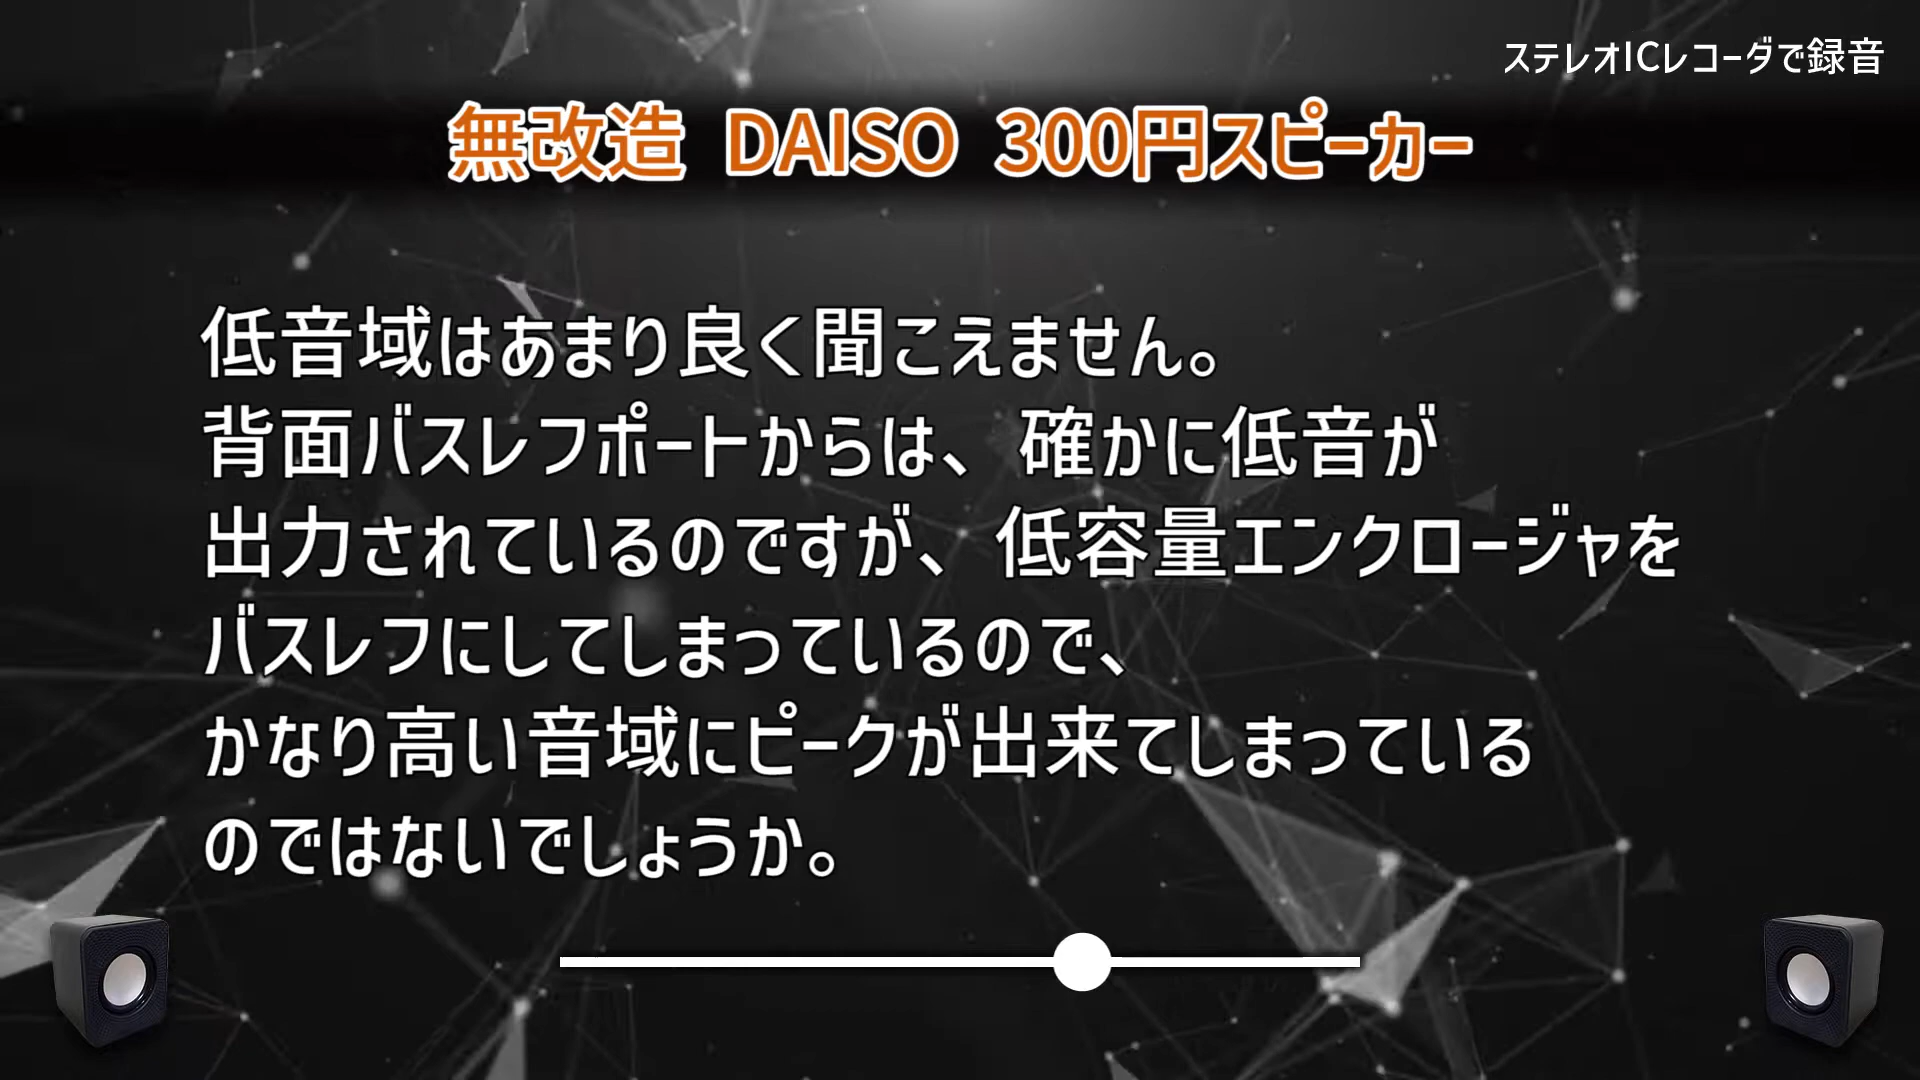 ステレオICレコーダで録音
無改造 DAISO 300円スピーカー
低音域はあまり良く聞こえません。
背面バスレフポートからは、確かに低音が
出力されているのですが、低容量エンクロージャを
バスレフにしてしまっているので、
かなり高い音域にピークが出来てしまっている
のではないでしょうか。